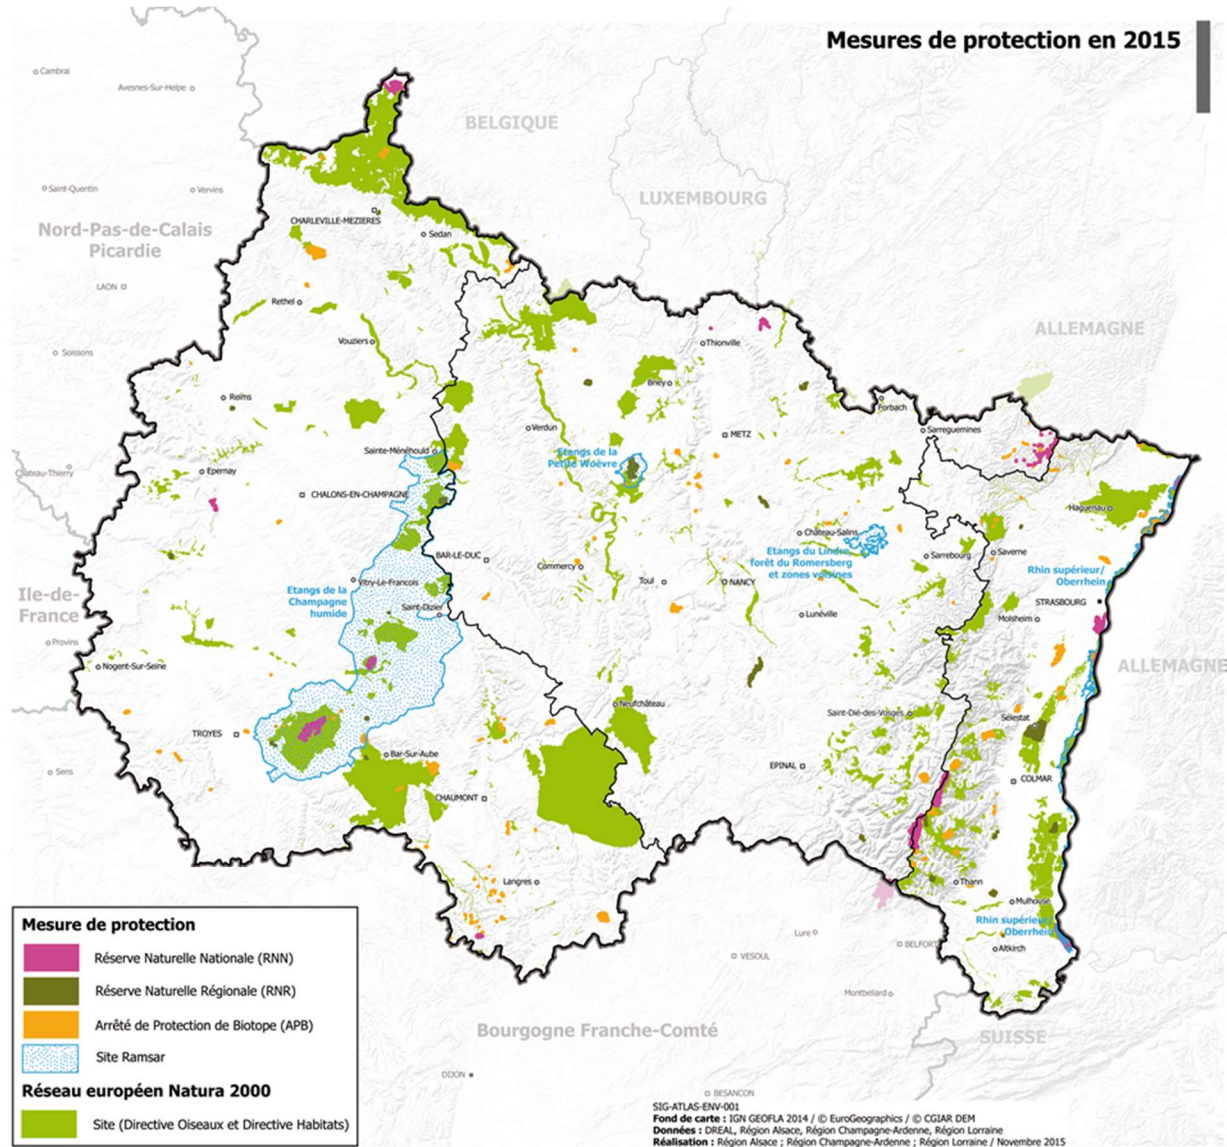 Mesures de protection en 2015
Cambrai
Avesnes-Sur-Helpe
BELGIQUE
Saint-Quentin
Vervins
LUXEMBOURG
CHARLEVILLE-MEZIERES
Nord-Pas-de-Calais
Picardie
Sedan
LAON
Rethel
ALLEMAGNE
Soissons
Vouziers
Thionville
Briey
Reims
Forbach
Verdun
METZ
Sarreguemines
Sainte-Ménéhould
Etangs de la
Petite Woëvre
Château-Thierry
Epernay
CHALONS-EN-CHAMPAGNE
Haguenau
Château-Salins
BAR-LE-DUC
Etangs du Lindre,
forêt du Romersberg
et zones voisines
Sarrebourg
Saverne
Commercy
Toul
NANCY
Rhin supérieur/
Oberrhein
Vitry-Le-Francois
Etangs de la
Champagne
humide
Ile-de-
France
Saint-Dizier
STRASBOURG
Lunéville
Molsheim
Provins
Nogent-Sur-Seine
ALLEMAGNE
Neufchâteau
Saint-Dié-des-Vosges
Sélestat
TROYES
Bar-Sur-Aube
EPINAL
Sens
COLMAR
CHAUMONT
Langres
Thann
Mulhouse
Rhin supérieur/
Oberrhein
Lure
BELFORT
Altkirch
VESOUL
Montbeliard
Bourgogne Franche-Comté
SUISSE
DIJON
BESANCON
Mesure de protection
Réserve Naturelle Nationale (RNN)
Réserve Naturelle Régionale (RNR)
Arrêté de Protection de Biotope (APB)
Site Ramsar
Réseau européen Natura 2000
Site (Directive Oiseaux et Directive Habitats)
SIG-ATLAS-ENV-001
Fond de carte : IGN GEOFLA 2014 / © EuroGeographics / © CGIAR DEM
Données : DREAL, Région Alsace, Région Champagne-Ardenne, Région Lorraine
Réalisation : Région Alsace ; Région Champagne-Ardenne ; Région Lorraine / Novembre 2015